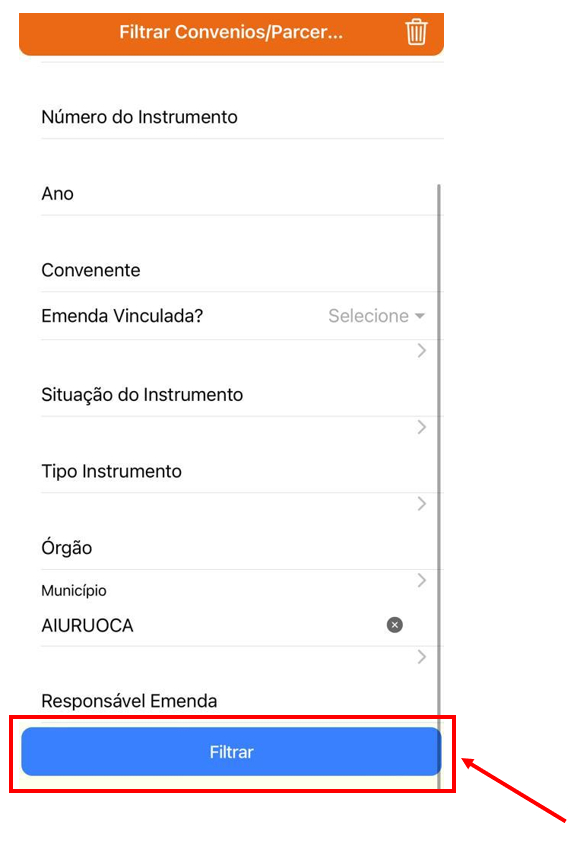 Filtrar Convenios/Parcer...
Número do Instrumento
Ano
Convenente
Emenda Vinculada? Selecione
Situação do Instrumento
Tipo Instrumento
Órgão
Município
AIURUOCA
Responsável Emenda
Filtrar